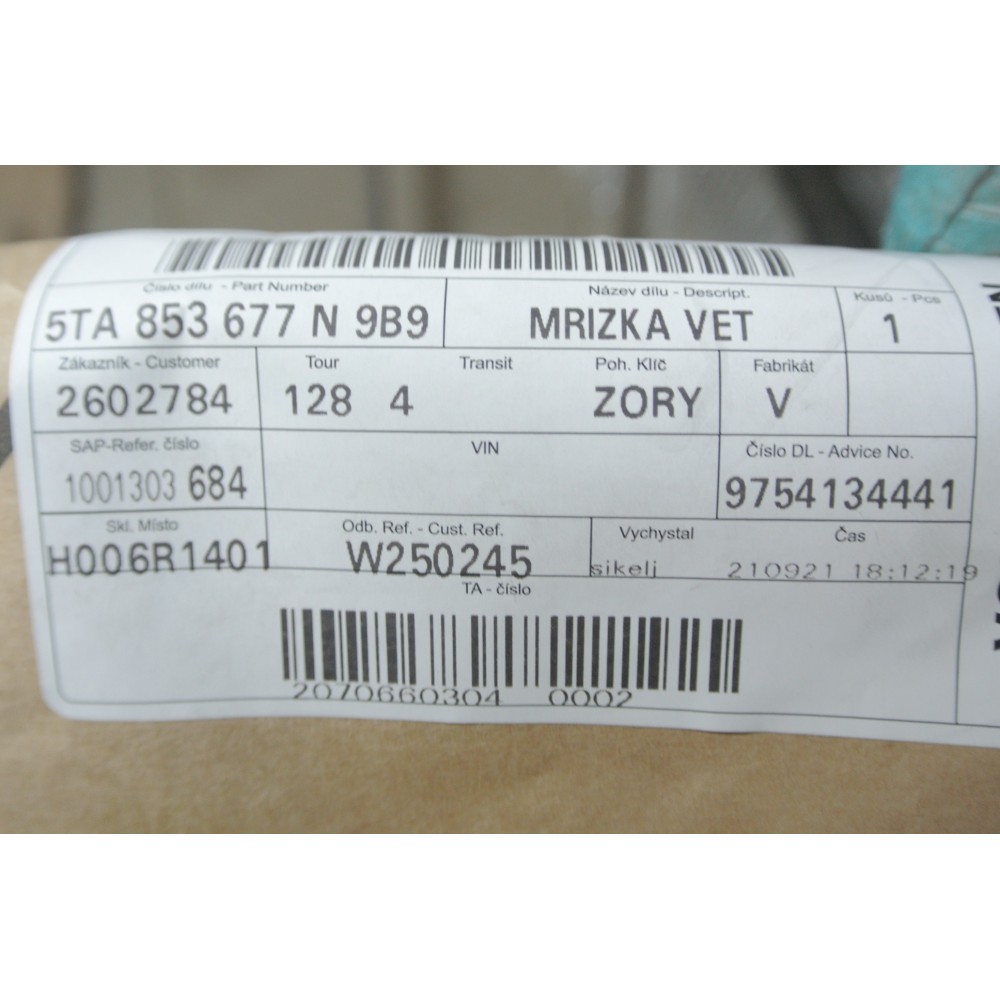 Číslo dílu - Part Number Název dílu - Descript. Kusů - Pcs
5TA 853 677 N 9B9 MRIZKA VET 1
Zákazník - Customer Tour Transit Poh. Klíč Fabrikát
2602784 128 4 ZORY V
SAP-Refer. číslo VIN Číslo DL - Advice No.
1001303 684 9754134441
Skl. Místo Odb. Ref. - Cust. Ref. Vychystal Čas
H006R1401 W250245 sikelj 210921 18:12:19
TA - číslo
2070660304 0002